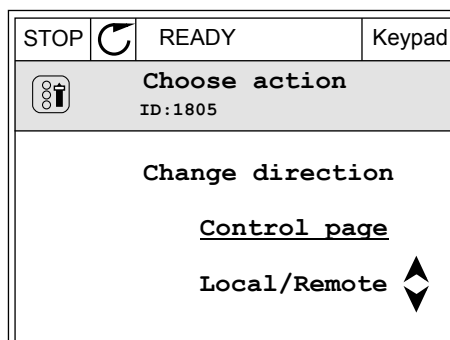 STOP READY Keypad
Choose action
ID:1805
Change direction
Control page
Local/Remote